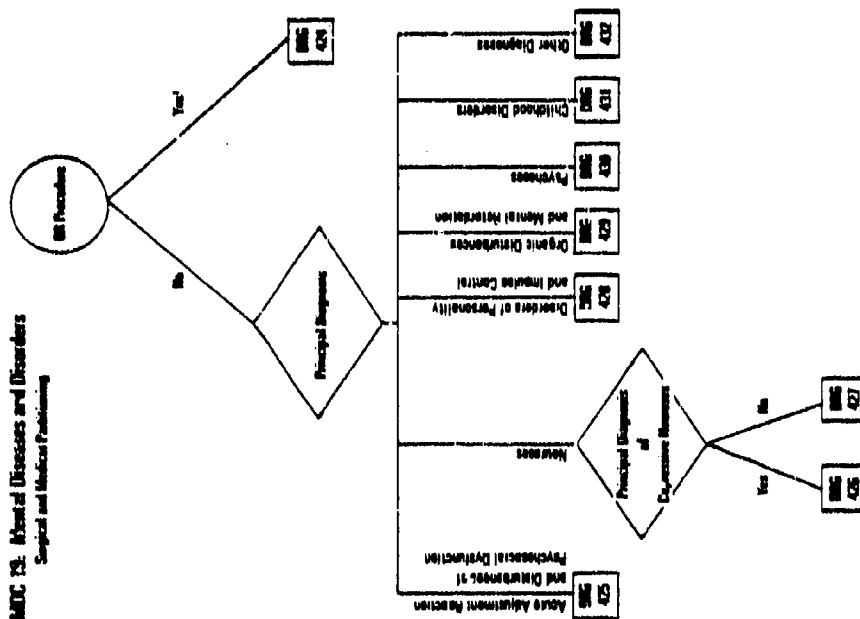 MDC 19: Mental Diseases and Disorders
Surgical and Medical Partitioning
OR Procedure
Yes¹
No
DRG
424
Principal Diagnosis
Acute Adjustment Reaction
and Disturbances of
Psychosocial Dysfunction
DRG
425
Neuroses
Principal Diagnosis
of
Depressive Neuroses
Yes
No
DRG
426
DRG
427
Disorders of Personality
and Impulse Control
DRG
428
Organic Disturbances
and Mental Retardation
DRG
429
Psychoses
DRG
430
Childhood Disorders
DRG
431
Other Diagnoses
DRG
432